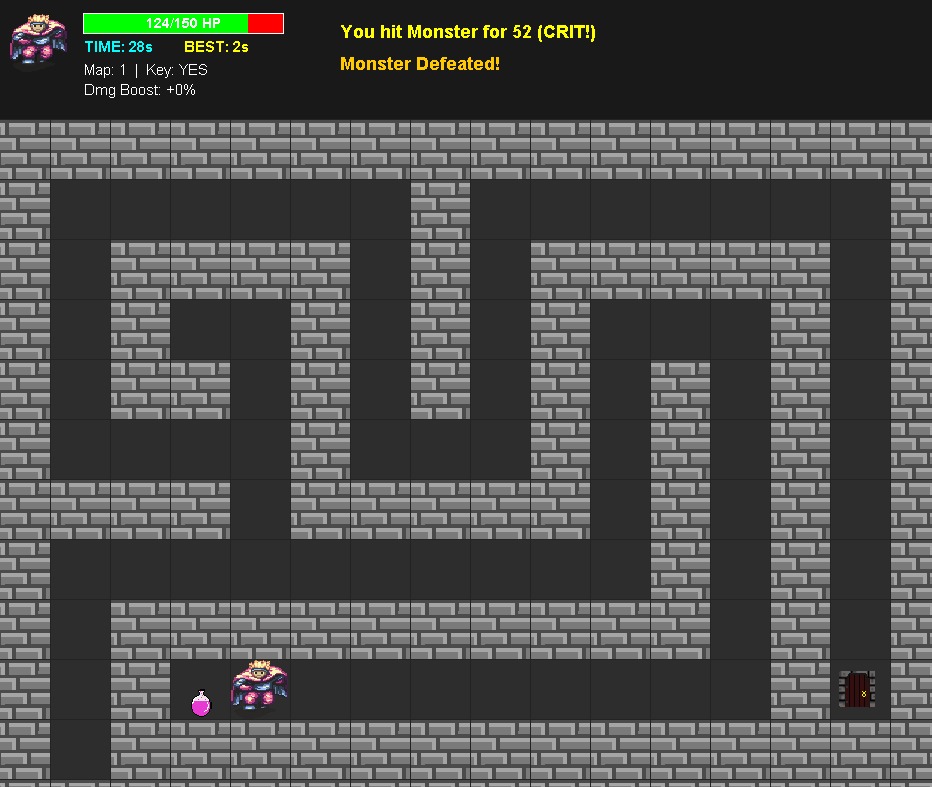 124/150 HP
TIME: 28s BEST: 2s
Map: 1 | Key: YES
Dmg Boost: +0%
You hit Monster for 52 (CRIT!)
Monster Defeated!